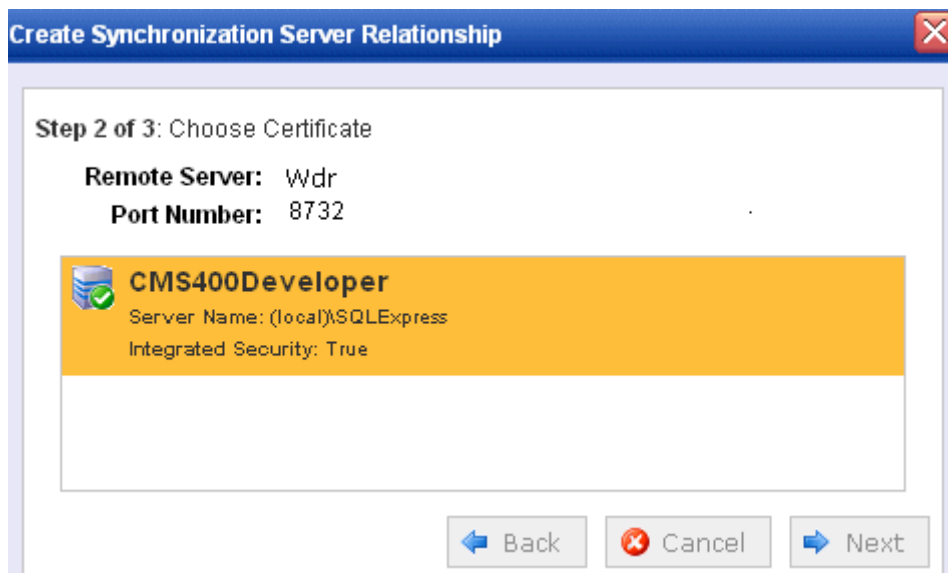 Create Synchronization Server Relationship
Step 2 of 3: Choose Certificate
Remote Server: Wdr
Port Number: 8732
CMS400Developer
Server Name: (local)\SQLExpress
Integrated Security: True
Back Cancel Next